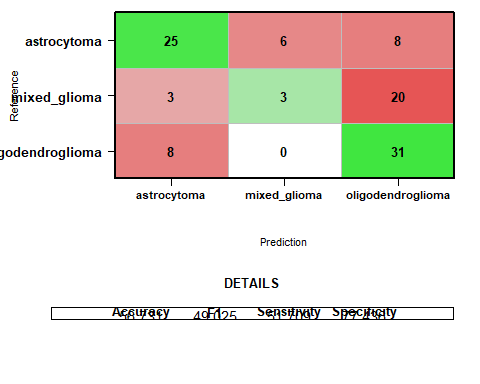 astrocytoma 25 6 8
mixed_glioma 3 3 20
godendroglioma 8 0 31
Reference
astrocytoma mixed_glioma oligodendroglioma
Prediction
DETAILS
Accuracy F1 Sensitivity Specificity